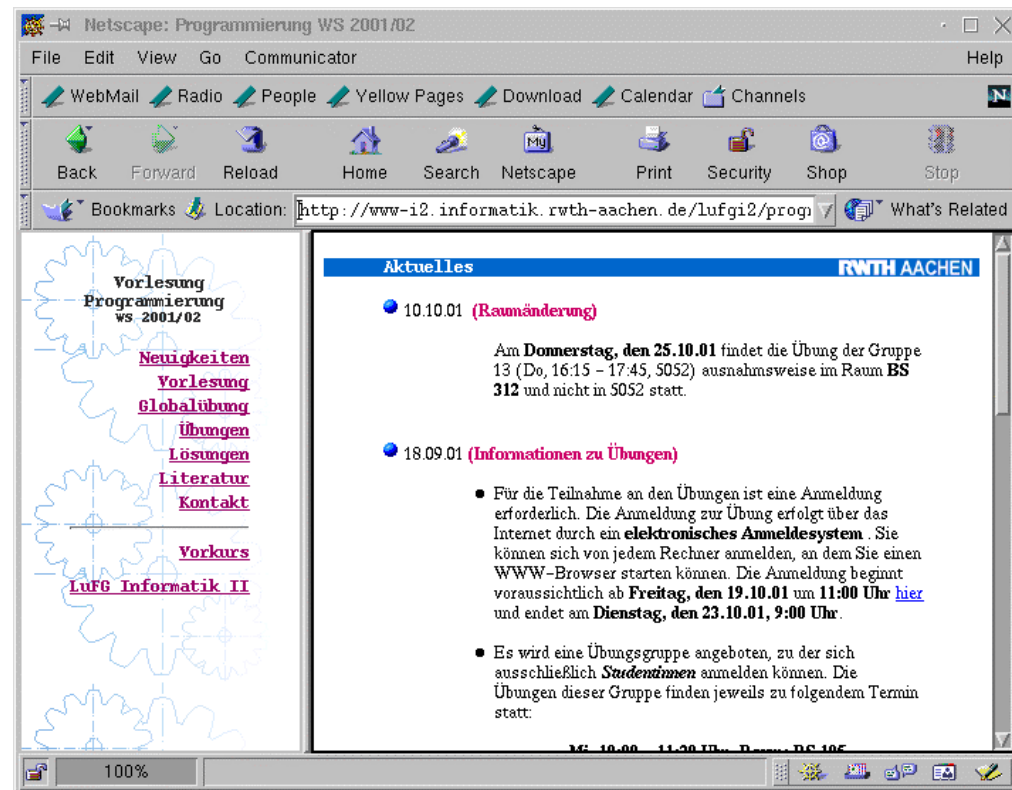 Netscape: Programmierung WS 2001/02
File Edit View Go Communicator Help
WebMail Radio People Yellow Pages Download Calendar Channels N
My
Back Forward Reload Home Search Netscape Print Security Shop Stop
Bookmarks Location: http://www-i2.informatik.rwth-aachen.de/lufgi2/prog What's Related
Vorlesung
Programmierung
WS 2001/02
Neuigkeiten
Vorlesung
Globalübung
Übungen
Lösungen
Literatur
Kontakt
Vorkurs
LuFG Informatik II
Aktuelles RWTH AACHEN
10.10.01 (Raumänderung)
Am Donnerstag, den 25.10.01 findet die Übung der Gruppe
13 (Do, 16:15 – 17:45, 5052) ausnahmsweise im Raum BS
312 und nicht in 5052 statt.
18.09.01 (Informationen zu Übungen)
Für die Teilnahme an den Übungen ist eine Anmeldung
erforderlich. Die Anmeldung zur Übung erfolgt über das
Internet durch ein elektronisches Anmeldesystem . Sie
können sich von jedem Rechner anmelden, an dem Sie einen
WWW-Browser starten können. Die Anmeldung beginnt
voraussichtlich ab Freitag, den 19.10.01 um 11:00 Uhr hier
und endet am Dienstag, den 23.10.01, 9:00 Uhr.
Es wird eine Übungsgruppe angeboten, zu der sich
ausschließlich Studentinnen anmelden können. Die
Übungen dieser Gruppe finden jeweils zu folgendem Termin
statt:
100%